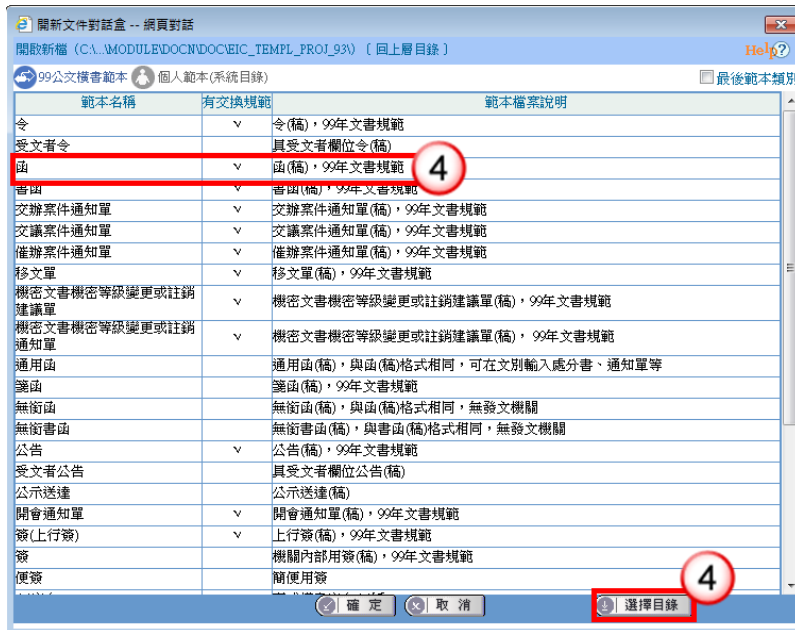 開新文件對話盒 -- 網頁對話
開啟新檔（C:\...\MODULE\DOCN\DOC\EIC_TEMPL_PROJ_93\）〔 回上層目錄 〕 Help?
99公文橫書範本 個人範本(系統目錄) 最後範本類別
範本名稱 有交換規範 範本檔案說明
令 v 令(稿)，99年文書規範
受文者令 具受文者欄位令(稿)
函 v 函(稿)，99年文書規範 4
書函 v 書函(稿)，99年文書規範
交辦案件通知單 v 交辦案件通知單(稿)，99年文書規範
交議案件通知單 v 交議案件通知單(稿)，99年文書規範
催辦案件通知單 v 催辦案件通知單(稿)，99年文書規範
移文單 v 移文單(稿)，99年文書規範
機密文書機密等級變更或註銷
建議單 v 機密文書機密等級變更或註銷建議單(稿)，99年文書規範
機密文書機密等級變更或註銷
通知單 v 機密文書機密等級變更或註銷建議單(稿)， 99年文書規範
通用函 通用函(稿)，與函(稿)格式相同，可在文別輸入處分書、通知單等
箋函 箋函(稿)，99年文書規範
無銜函 無銜函(稿)，與函(稿)格式相同，無發文機關
無銜書函 無銜書函(稿)，與書函(稿)格式相同，無發文機關
公告 v 公告(稿)，99年文書規範
受文者公告 具受文者欄位公告(稿)
公示送達 公示送達(稿)
開會通知單 v 開會通知單(稿)，99年文書規範
簽(上行簽) v 上行簽(稿)，99年文書規範
簽 機關內部用簽(稿)，99年文書規範
便簽 簡便用簽 4
確 定 取 消 選擇目錄